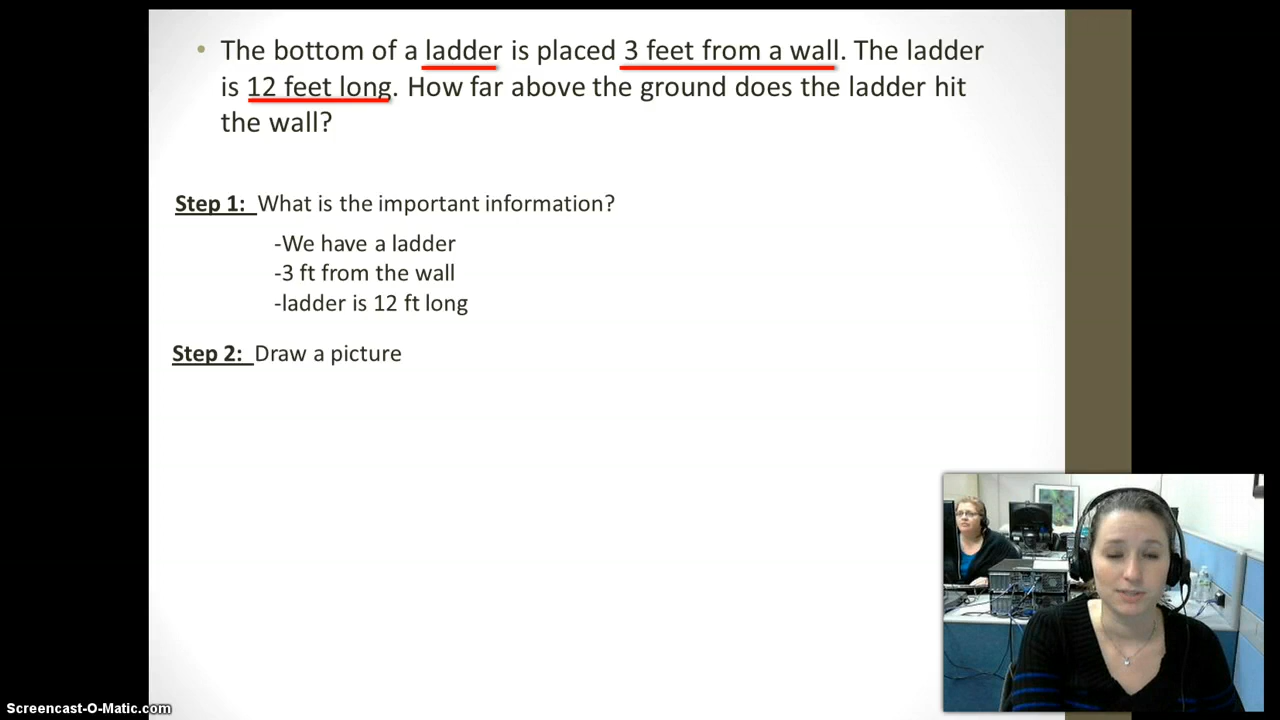 • The bottom of a ladder is placed 3 feet from a wall. The ladder
is 12 feet long. How far above the ground does the ladder hit
the wall?
Step 1: What is the important information?
-We have a ladder
-3 ft from the wall
-ladder is 12 ft long
Step 2: Draw a picture
Screencast-O-Matic.com